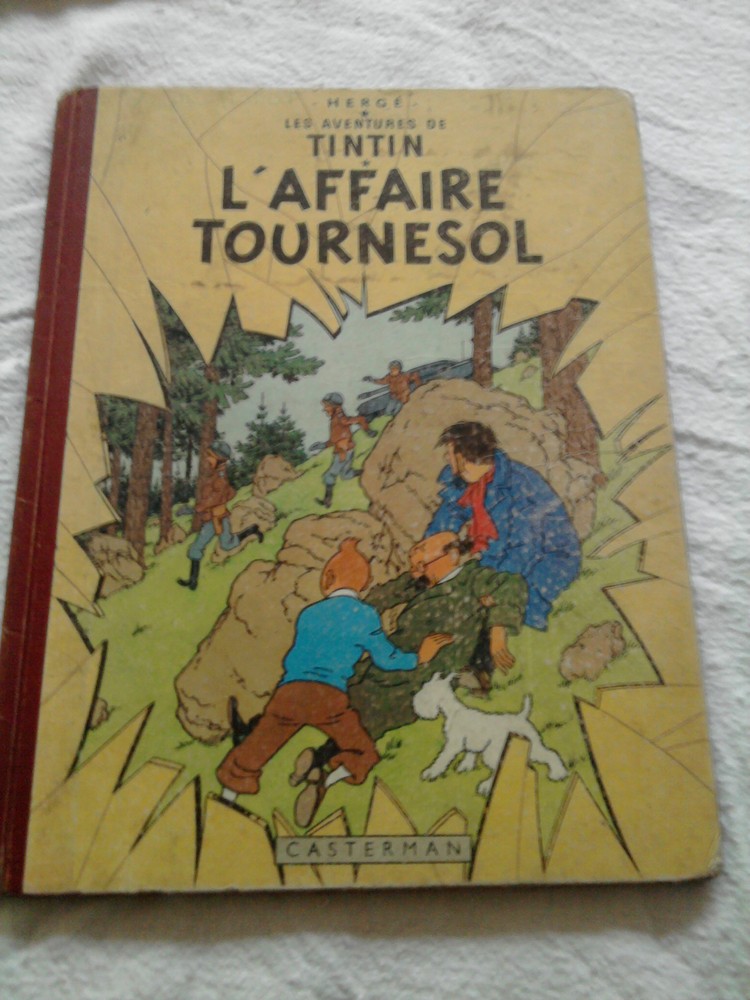 HERGÉ
LES AVENTURES DE
TINTIN
L'AFFAIRE
TOURNESOL
CASTERMAN